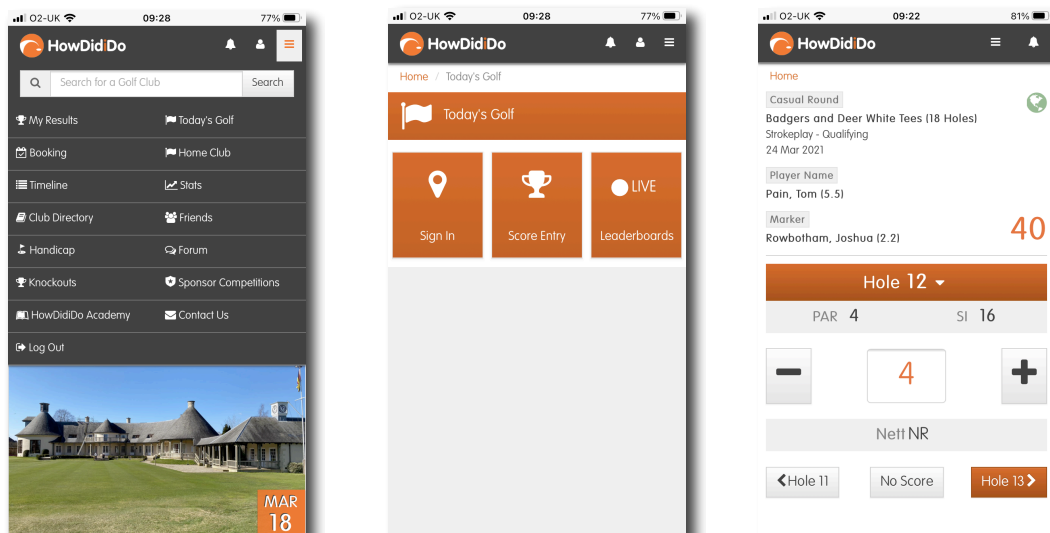 O2-UK 09:28 77%
HowDidiDo
Search for a Golf Club Search
My Results Today's Golf
Booking Home Club
Timeline Stats
Club Directory Friends
Handicap Forum
Knockouts Sponsor Competitions
HowDidiDo Academy Contact Us
Log Out
MAR
18
O2-UK 09:28 77%
HowDidiDo
Home / Today's Golf
Today's Golf
LIVE
Sign In Score Entry Leaderboards
O2-UK 09:22 81%
HowDidiDo
Home
Casual Round
Badgers and Deer White Tees (18 Holes)
Strokeplay - Qualifying
24 Mar 2021
Player Name
Pain, Tom (5.5)
Marker
Rowbotham, Joshua (2.2)
40
Hole 12
PAR 4 SI 16
4
Nett NR
Hole 11 No Score Hole 13